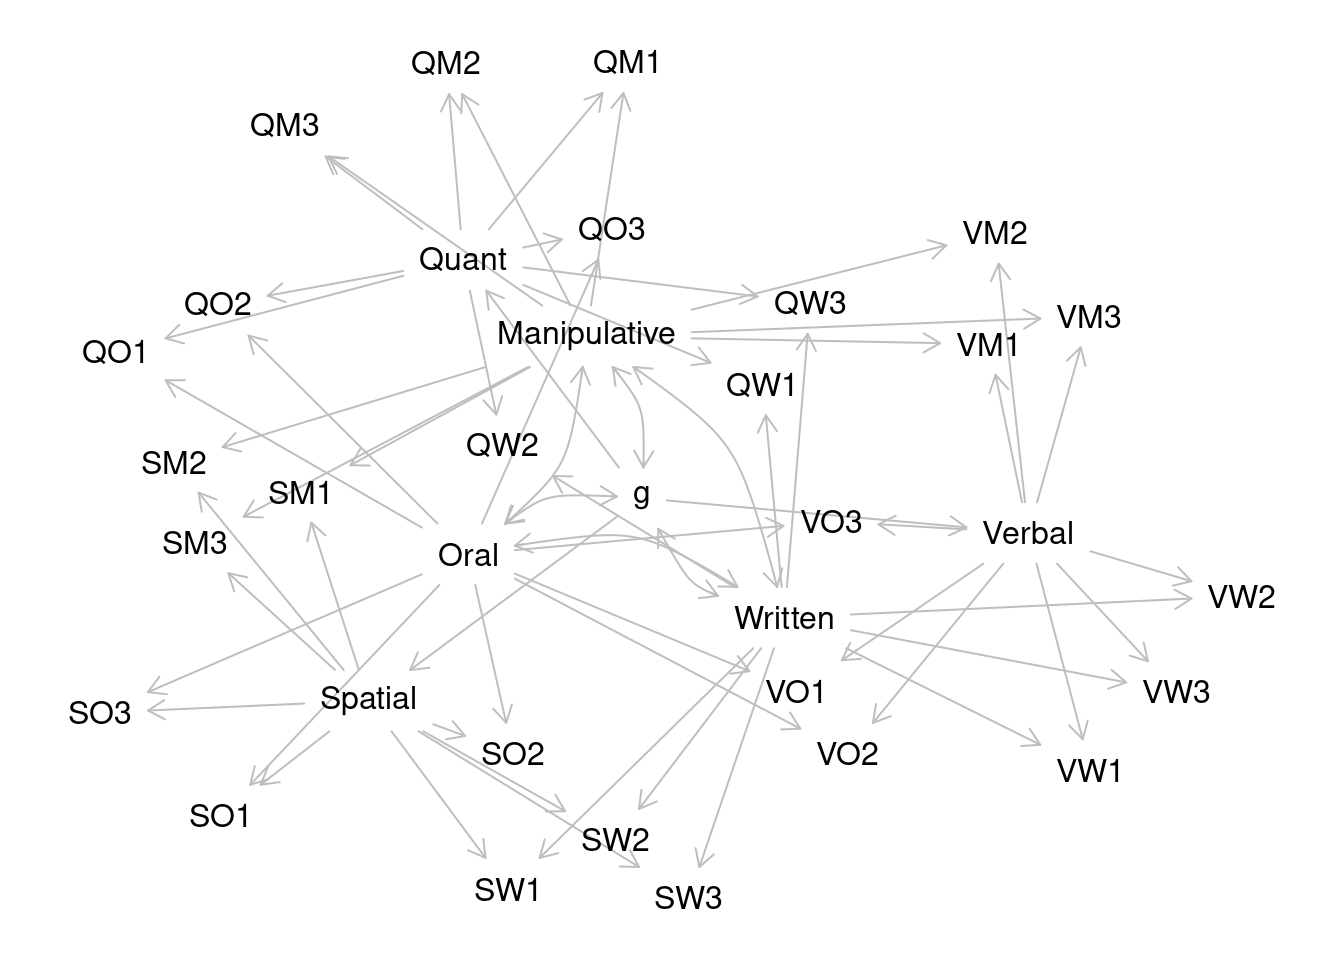 QM2
QM1
QM3
QO3
VM2
Quant
QO2
QW3
VM3
Manipulative
VM1
QO1
QW1
QW2
SM2
SM1
g
VO3
Verbal
SM3
Oral
VW2
Written
VO1
VW3
Spatial
SO3
SO2
VO2
VW1
SO1
SW2
SW1
SW3